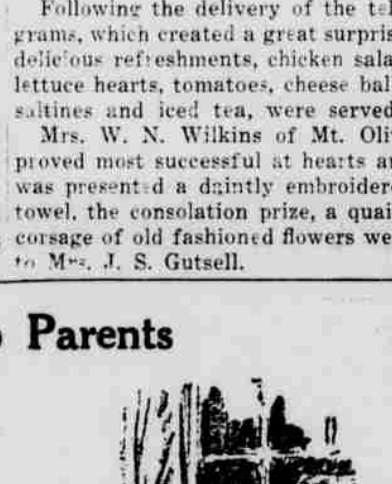 Following the delivery of the tel
grams, which created a great surpris
delicious refreshments, chicken sala
lettuce hearts, tomatoes, cheese bal
saltines and iced tea, were served
Mrs. W. N. Wilkins of Mt. Oli
proved most successful at hearts a
was presented a daintly embroider
towel, the consolation prize, a quai
corsage of old fashioned flowers we
to Mrs. J. S. Gutsell.
Parents